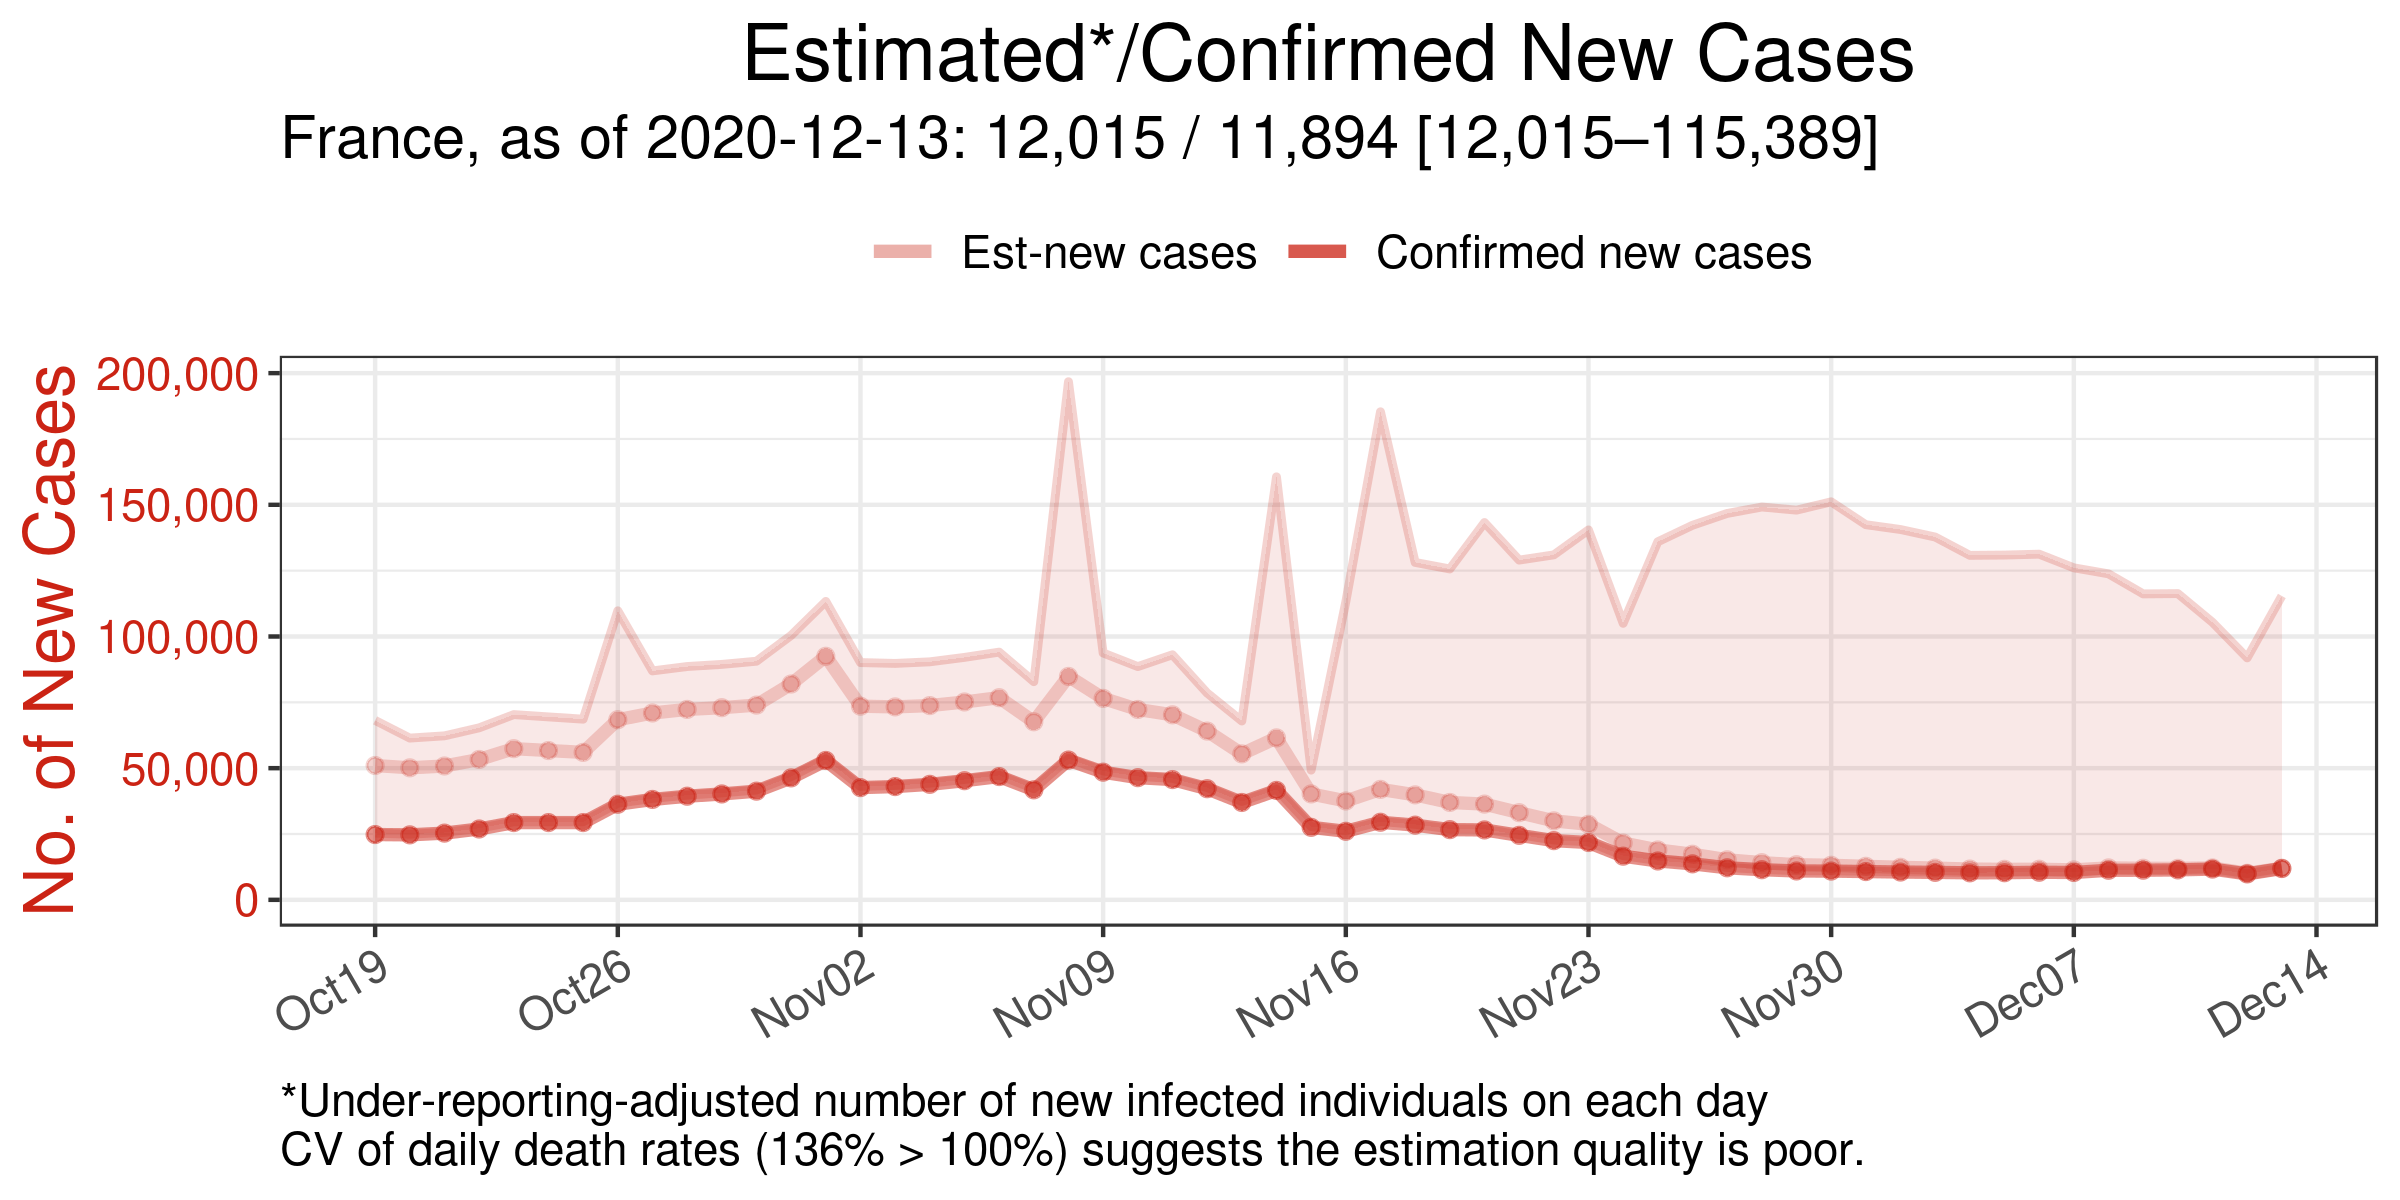 Estimated*/Confirmed New Cases
France, as of 2020-12-13: 12,015 / 11,894 [12,015–115,389]
Est-new cases
Confirmed new cases
No. of New Cases
200,000
150,000
100,000
50,000
0
Oct19
Oct26
Nov02
Nov09
Nov16
Nov23
Nov30
Dec07
Dec14
*Under-reporting-adjusted number of new infected individuals on each day
CV of daily death rates (136% > 100%) suggests the estimation quality is poor.